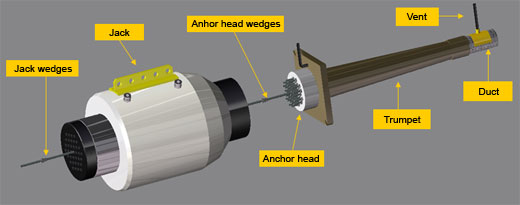 Vent
Jack
Anhor head wedges
Jack wedges
Duct
Trumpet
Anchor head